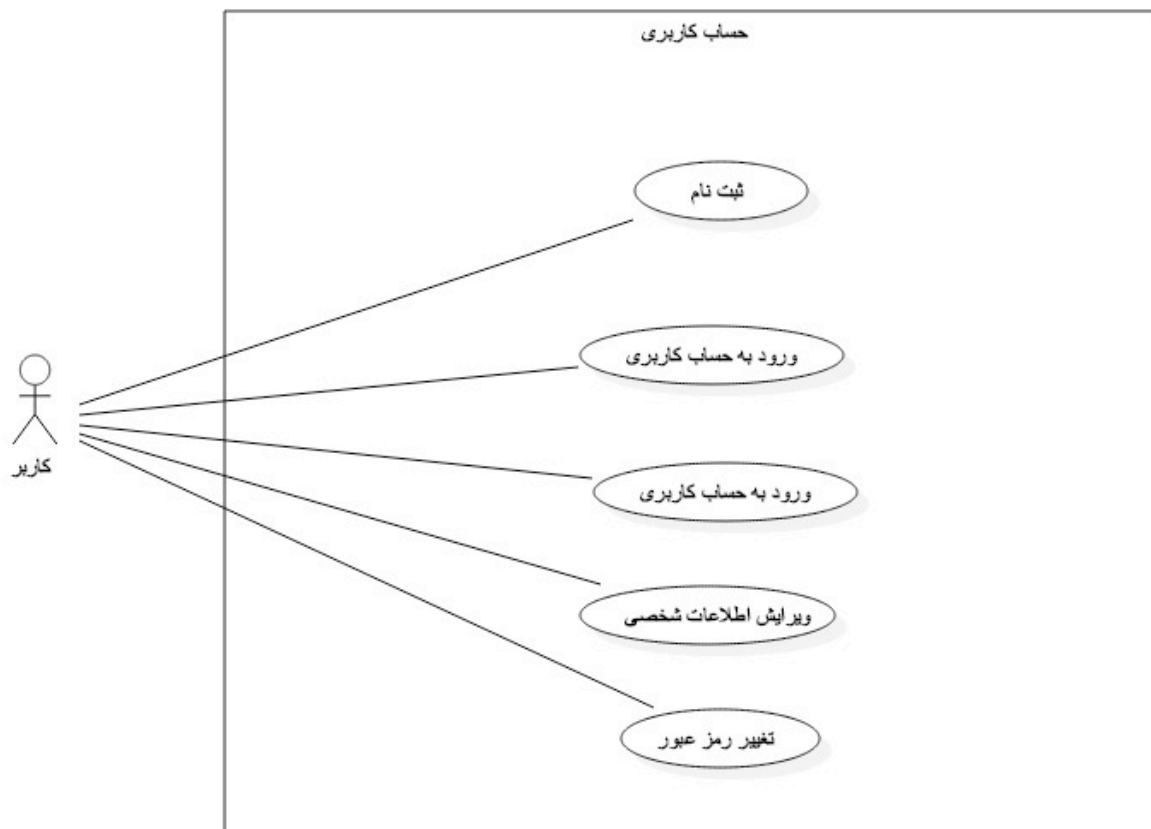 حساب کاربری
ثبت نام
ورود به حساب کاربری
کاربر
ورود به حساب کاربری
ویرایش اطلاعات شخصی
تغییر رمز عبور